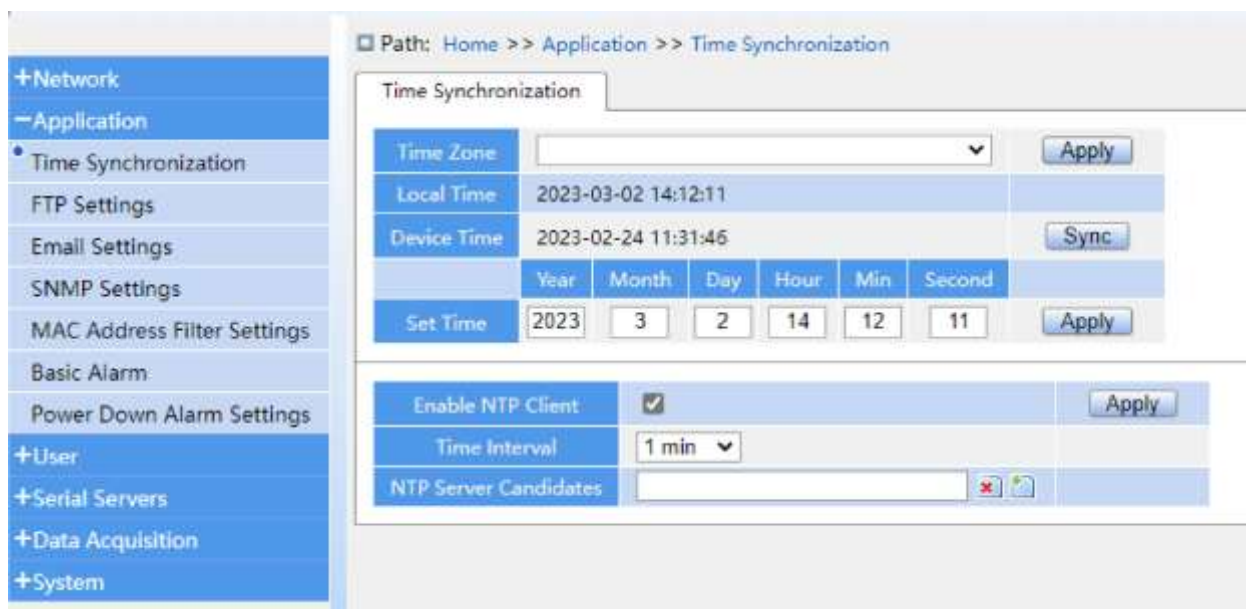 Path: Home >> Application >> Time Synchronization
+Network
−Application
Time Synchronization
FTP Settings
Email Settings
SNMP Settings
MAC Address Filter Settings
Basic Alarm
Power Down Alarm Settings
+User
+Serial Servers
+Data Acquisition
+System
Time Synchronization
Time Zone Apply
Local Time 2023-03-02 14:12:11
Device Time 2023-02-24 11:31:46 Sync
Year Month Day Hour Min Second
Set Time 2023 3 2 14 12 11 Apply
Enable NTP Client Apply
Time Interval 1 min
NTP Server Candidates